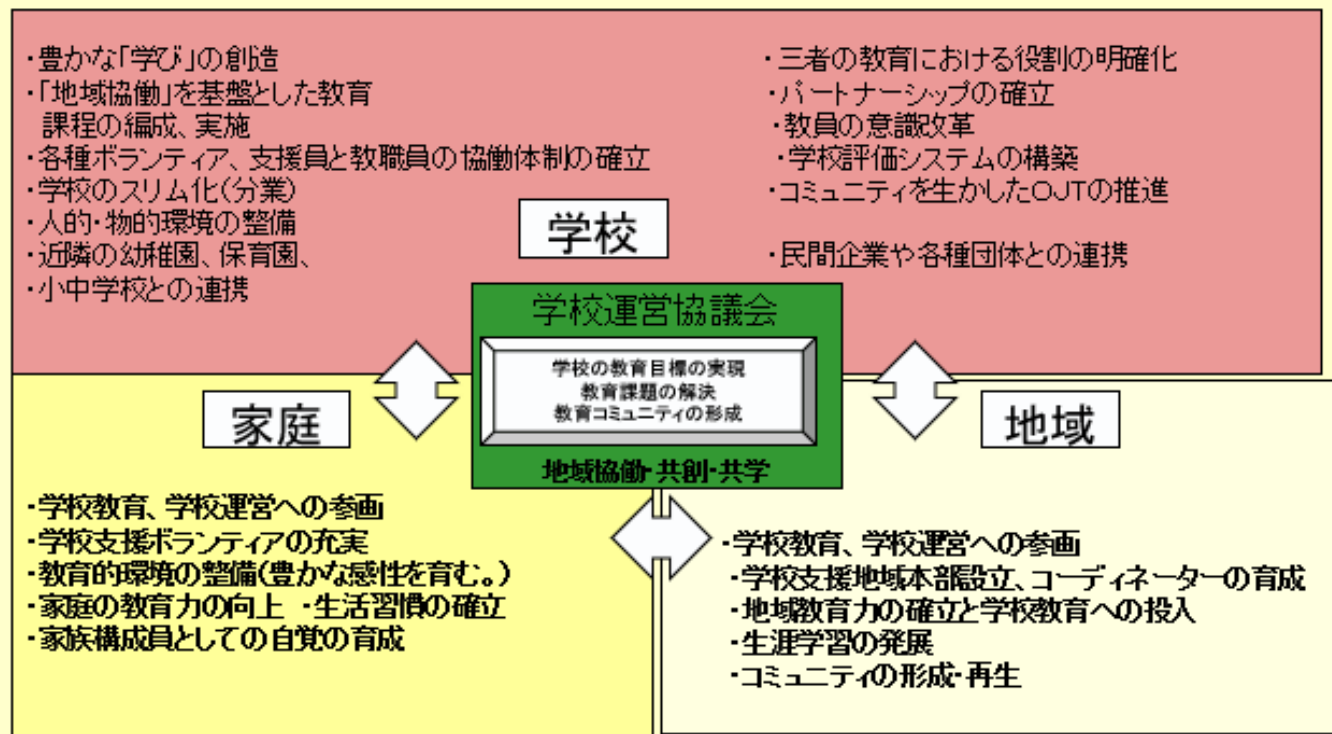 ・豊かな「学び」の創造
・「地域協働」を基盤とした教育
課程の編成、実施
・各種ボランティア、支援員と教職員の協働体制の確立
・学校のスリム化(分業)
・人的・物的環境の整備
・近隣の幼稚園、保育園、
・小中学校との連携
・三者の教育における役割の明確化
・パートナーシップの確立
・教員の意識改革
・学校評価システムの構築
・コミュニティを生かしたOJTの推進
・民間企業や各種団体との連携
学校
学校運営協議会
学校の教育目標の実現
教育課題の解決
教育コミュニティの形成
地域協働・共創・共学
家庭
・学校教育、学校運営への参画
・学校支援ボランティアの充実
・教育的環境の整備(豊かな感性を育む。)
・家庭の教育力の向上 ・生活習慣の確立
・家族構成員としての自覚の育成
地域
・学校教育、学校運営への参画
・学校支援地域本部設立、コーディネーターの育成
・地域教育力の確立と学校教育への投入
・生涯学習の発展
・コミュニティの形成・再生